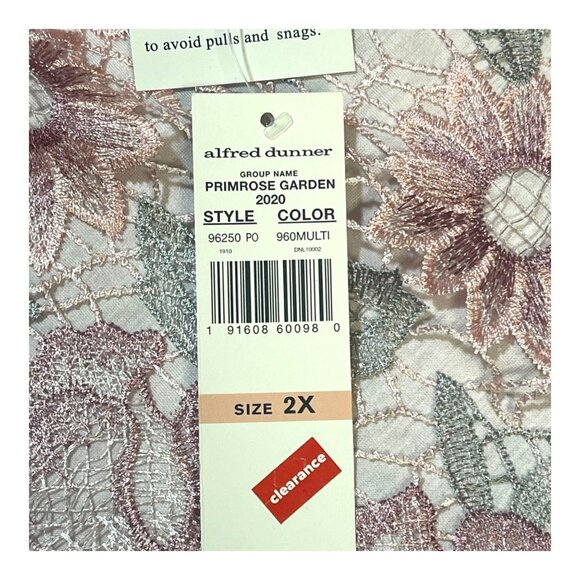 to avoid pulls and snags.
alfred dunner
GROUP NAME
PRIMROSE GARDEN
2020
STYLE COLOR
96250 PO 960MULTI
1910 DNL10002
1 91608 60098 0
SIZE 2X
clearance